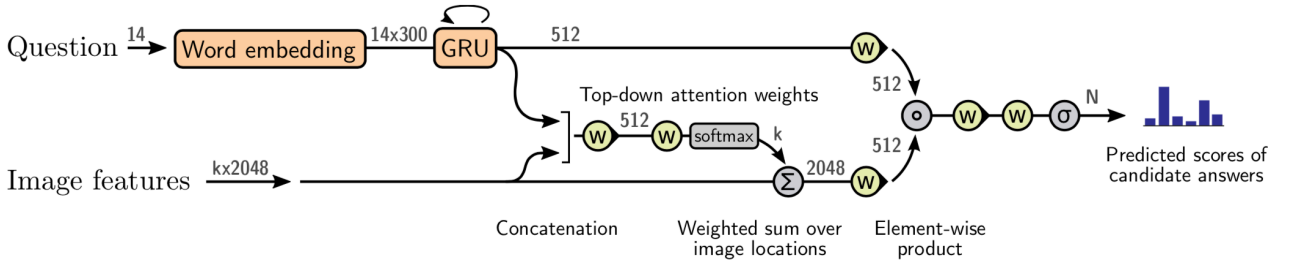 Question
14
Word embedding
14x300
GRU
512
w
512
Top-down attention weights
w
512
w
softmax
k
w
w
σ
N
Predicted scores of
candidate answers
Image features
kx2048
Σ
2048
w
512
Concatenation
Weighted sum over
image locations
Element-wise
product